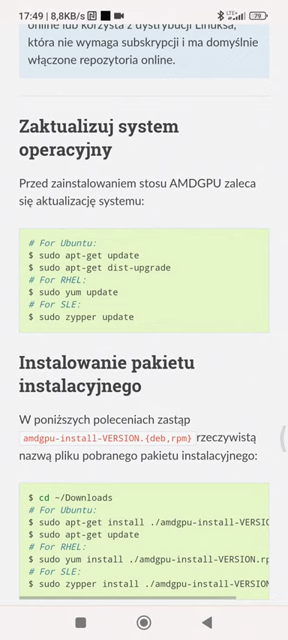 17:49 | 8,8KB/s
LTE+
79
online lub korzysta z dystrybucji Linuksa,
która nie wymaga subskrypcji i ma domyślnie
włączone repozytoria online.
Zaktualizuj system
operacyjny
Przed zainstalowaniem stosu AMDGPU zaleca
się aktualizację systemu:
# For Ubuntu:
$ sudo apt-get update
$ sudo apt-get dist-upgrade
# For RHEL:
$ sudo yum update
# For SLE:
$ sudo zypper update
Instalowanie pakietu
instalacyjnego
W poniższych poleceniach zastąp
amdgpu-install-VERSION.{deb,rpm} rzeczywistą
nazwą pliku pobranego pakietu instalacyjnego:
$ cd ~/Downloads
# For Ubuntu:
$ sudo apt-get install ./amdgpu-install-VERSIO
$ sudo apt-get update
# For RHEL:
$ sudo yum install ./amdgpu-install-VERSION.rp
# For SLE:
$ sudo zypper install ./amdgpu-install-VERSION